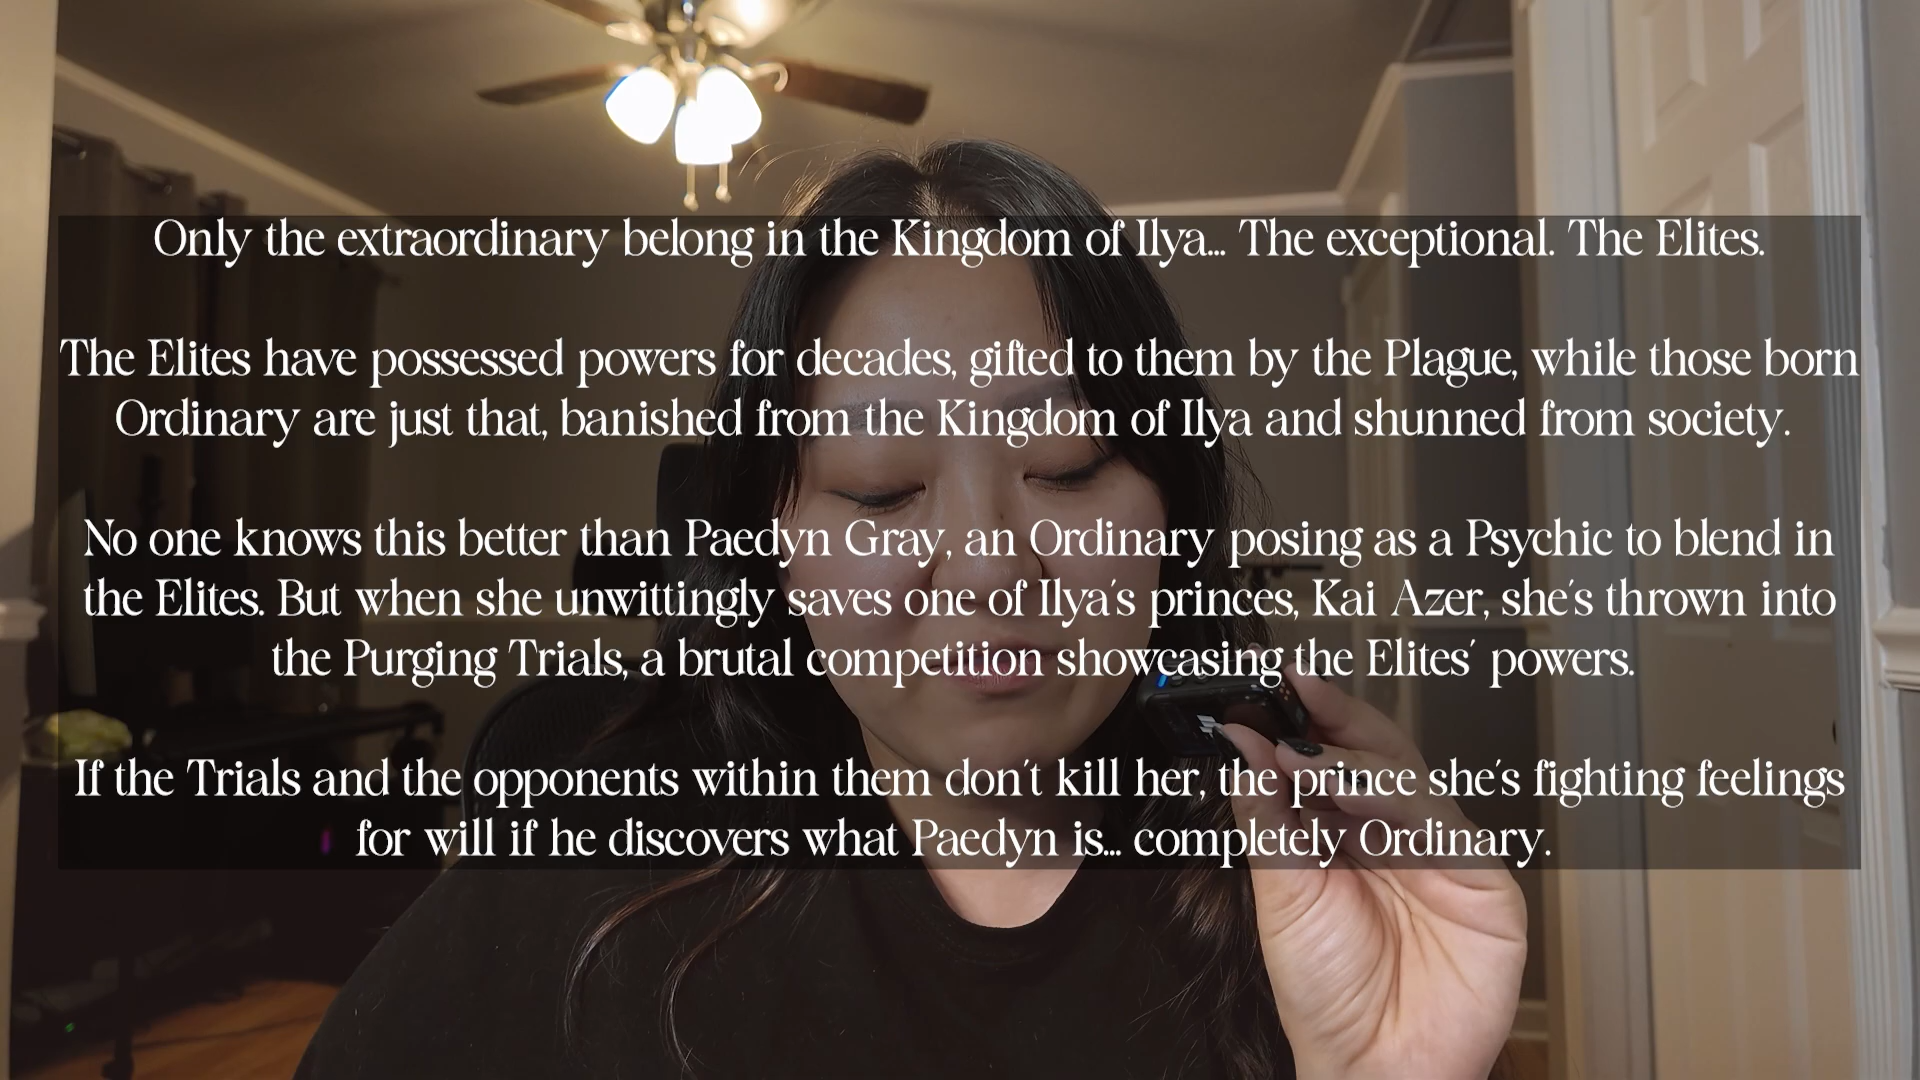 Only the extraordinary belong in the Kingdom of Ilya... The exceptional. The Elites.
The Elites have possessed powers for decades, gifted to them by the Plague, while those born
Ordinary are just that, banished from the Kingdom of Ilya and shunned from society.
No one knows this better than Paedyn Gray, an Ordinary posing as a Psychic to blend in
the Elites. But when she unwittingly saves one of Ilya's princes, Kai Azer, she's thrown into
the Purging Trials, a brutal competition showcasing the Elites' powers.
If the Trials and the opponents within them don't kill her, the prince she's fighting feelings
for will if he discovers what Paedyn is... completely Ordinary.